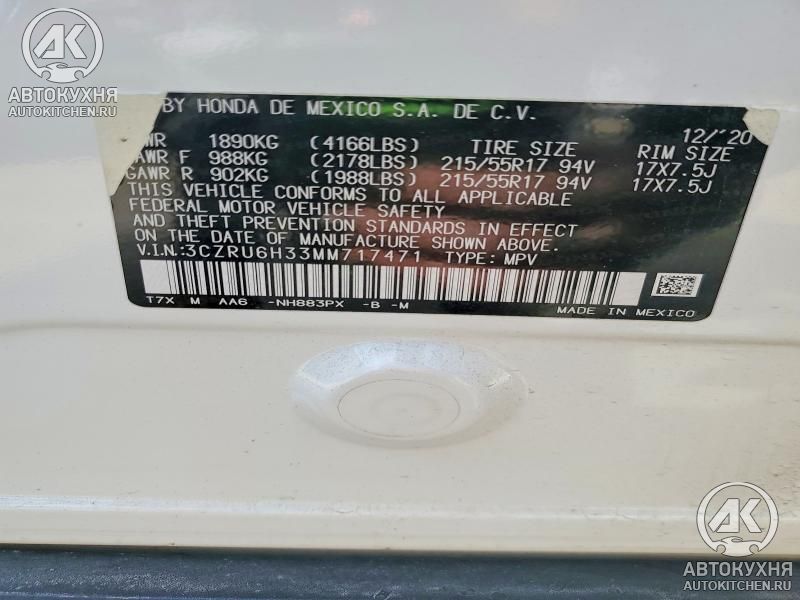 AK
АВТОКУХНЯ
AUTOKITCHEN.RU
BY HONDA DE MEXICO S.A. DE C.V.
12/'20
1890KG (4166LBS) TIRE SIZE RIM SIZE
GAWR F 988KG (2178LBS) 215/55R17 94V 17X7.5J
GAWR R 902KG (1988LBS) 215/55R17 94V 17X7.5J
THIS VEHICLE CONFORMS TO ALL APPLICABLE
FEDERAL MOTOR VEHICLE SAFETY
AND THEFT PREVENTION STANDARDS IN EFFECT
ON THE DATE OF MANUFACTURE SHOWN ABOVE.
V.I.N.:3CZRU6H33MM717471 TYPE: MPV
T7X M AA6 -NH883PX -B -M
MADE IN MEXICO
AK
АВТОКУХНЯ
AUTOKITCHEN.RU